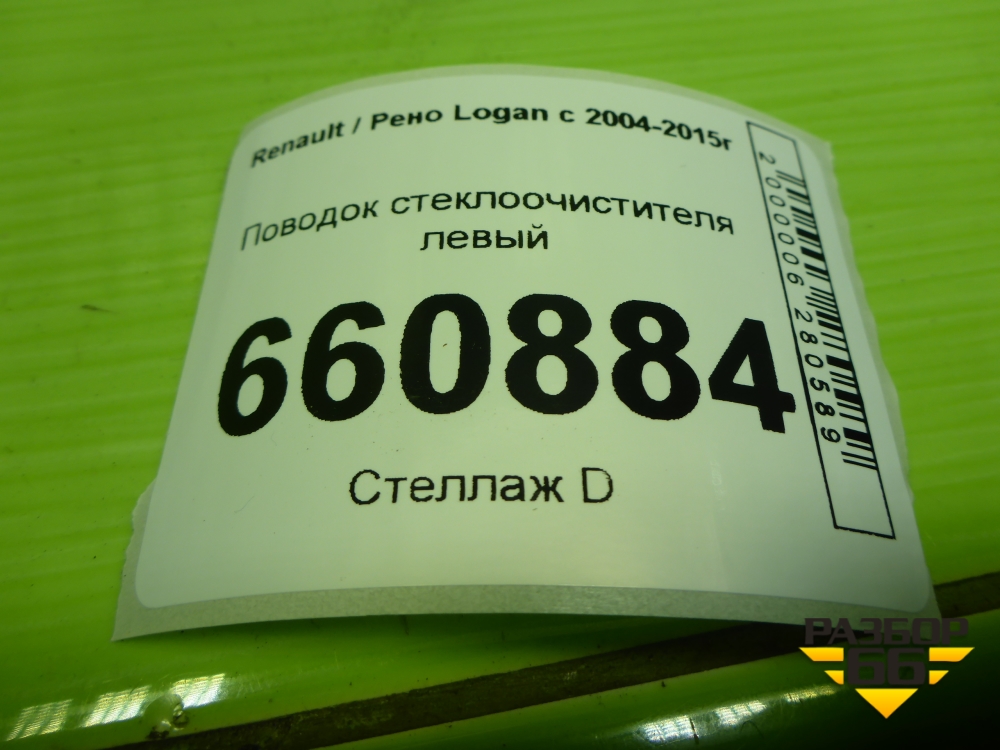 Renault / Рено Logan с 2004-2015г
Поводок стеклоочистителя
левый
660884
Стеллаж D
2000006280589
РАЗБОР
66